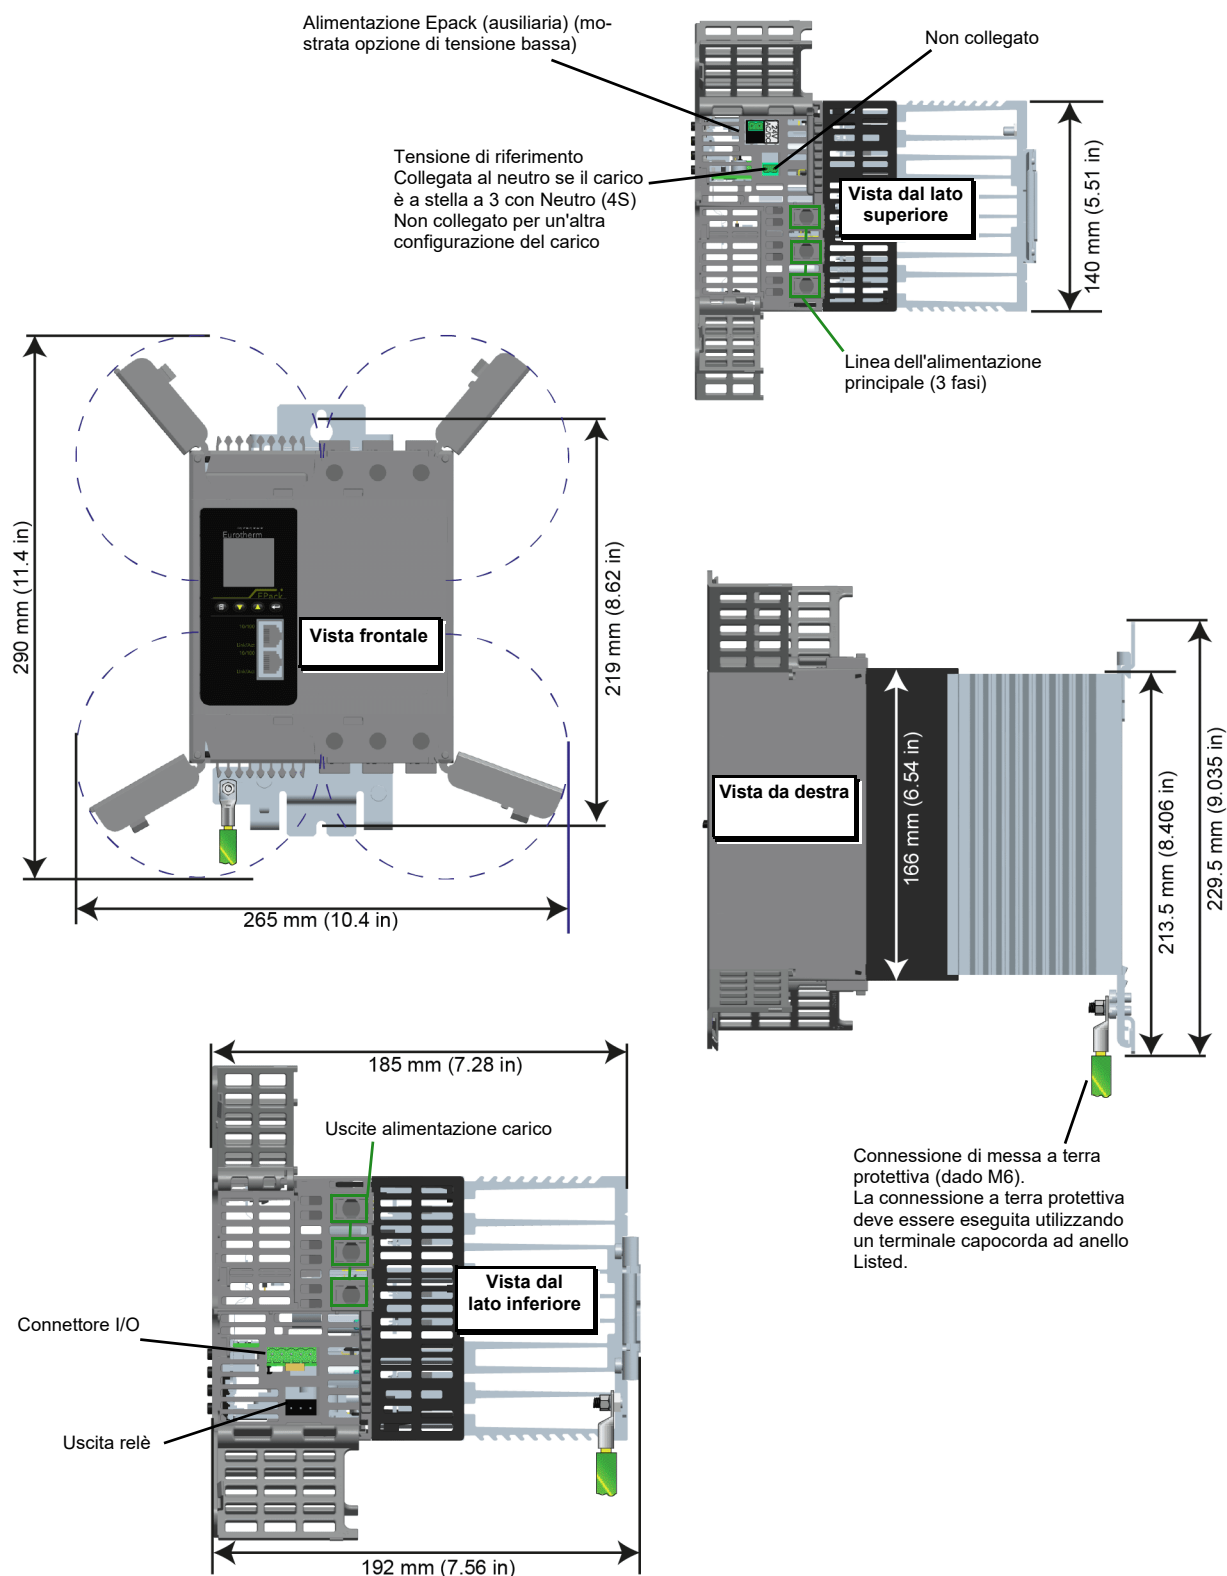 Alimentazione Epack (ausiliaria) (mo-
strata opzione di tensione bassa)
Non collegato
Tensione di riferimento
Collegata al neutro se il carico
è a stella a 3 con Neutro (4S)
Non collegato per un'altra
configurazione del carico
Vista dal lato
superiore
140 mm (5.51 in)
Linea dell'alimentazione
principale (3 fasi)
290 mm (11.4 in)
Eurotherm
EPack
10/100
10/100
Vista frontale
219 mm (8.62 in)
265 mm (10.4 in)
Vista da destra
166 mm (6.54 in)
213.5 mm (8.406 in)
229.5 mm (9.035 in)
Connessione di messa a terra
protettiva (dado M6).
La connessione a terra protettiva
deve essere eseguita utilizzando
un terminale capocorda ad anello
Listed.
185 mm (7.28 in)
Uscite alimentazione carico
Vista dal
lato inferiore
Connettore I/O
Uscita relè
192 mm (7.56 in)